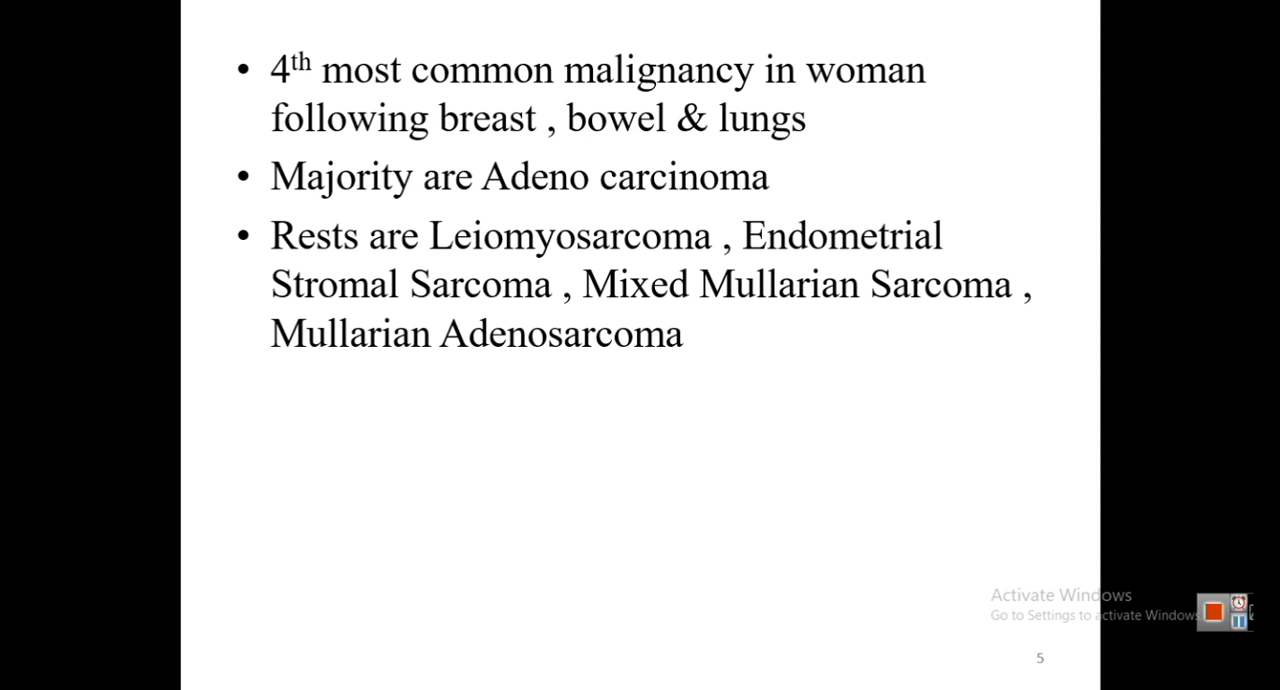 • 4th most common malignancy in woman
following breast , bowel & lungs
• Majority are Adeno carcinoma
• Rests are Leiomyosarcoma , Endometrial
Stromal Sarcoma , Mixed Mullarian Sarcoma ,
Mullarian Adenosarcoma
Activate Windows
Go to Settings to activate Windows
5